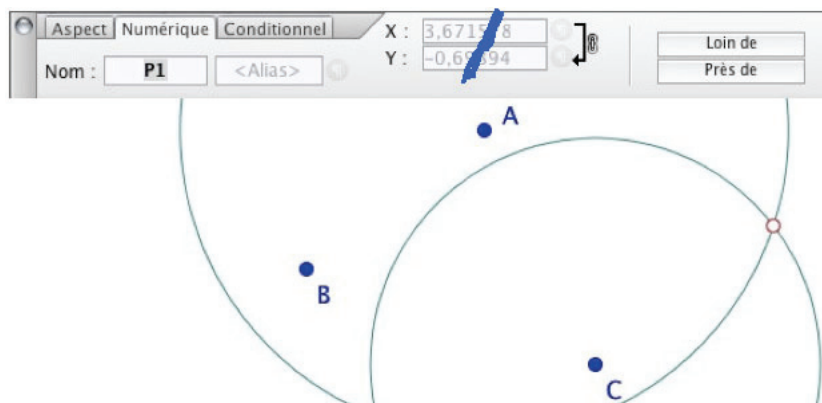 Aspect Numérique Conditionnel
Nom : P1 <Alias>
X :
Y :
Loin de
Près de
A
B
C